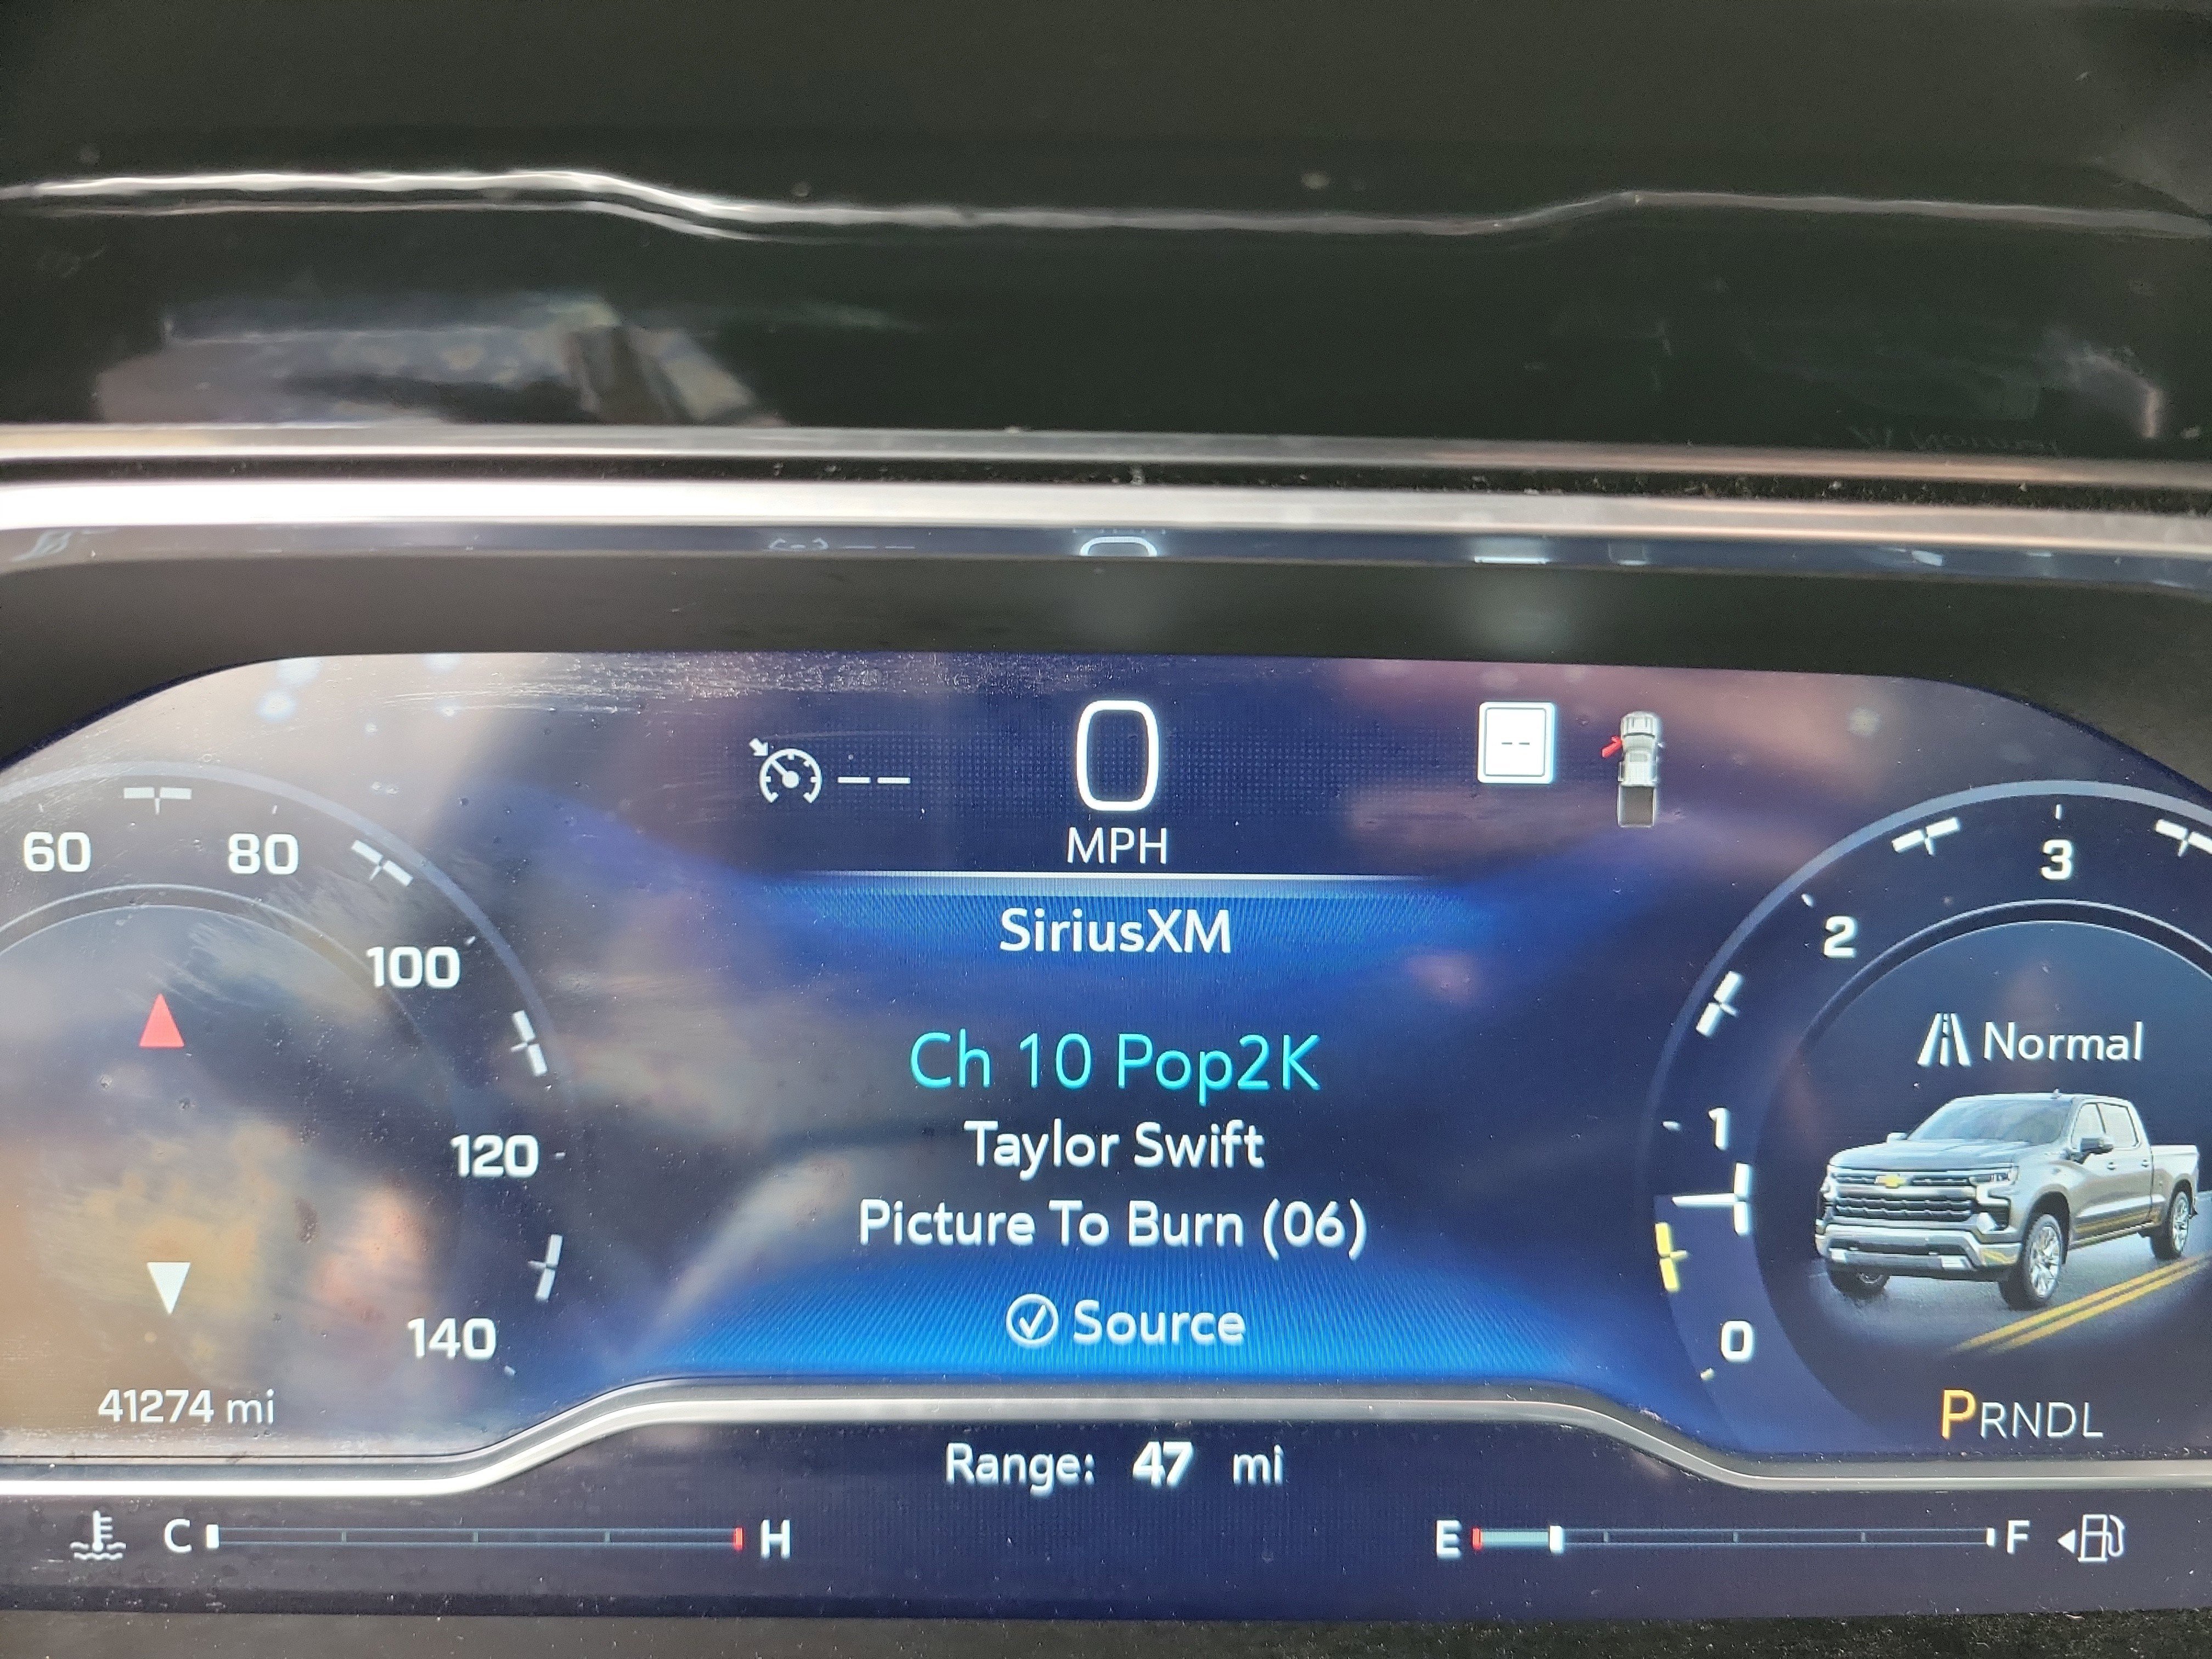 -- 0 --
MPH
SiriusXM
60 80 3
2
100
Ch 10 Pop2K
Normal
Taylor Swift
1
120
Picture To Burn (06)
Source
140 0
41274 mi
PRNDL
Range: 47 mi
C H E F